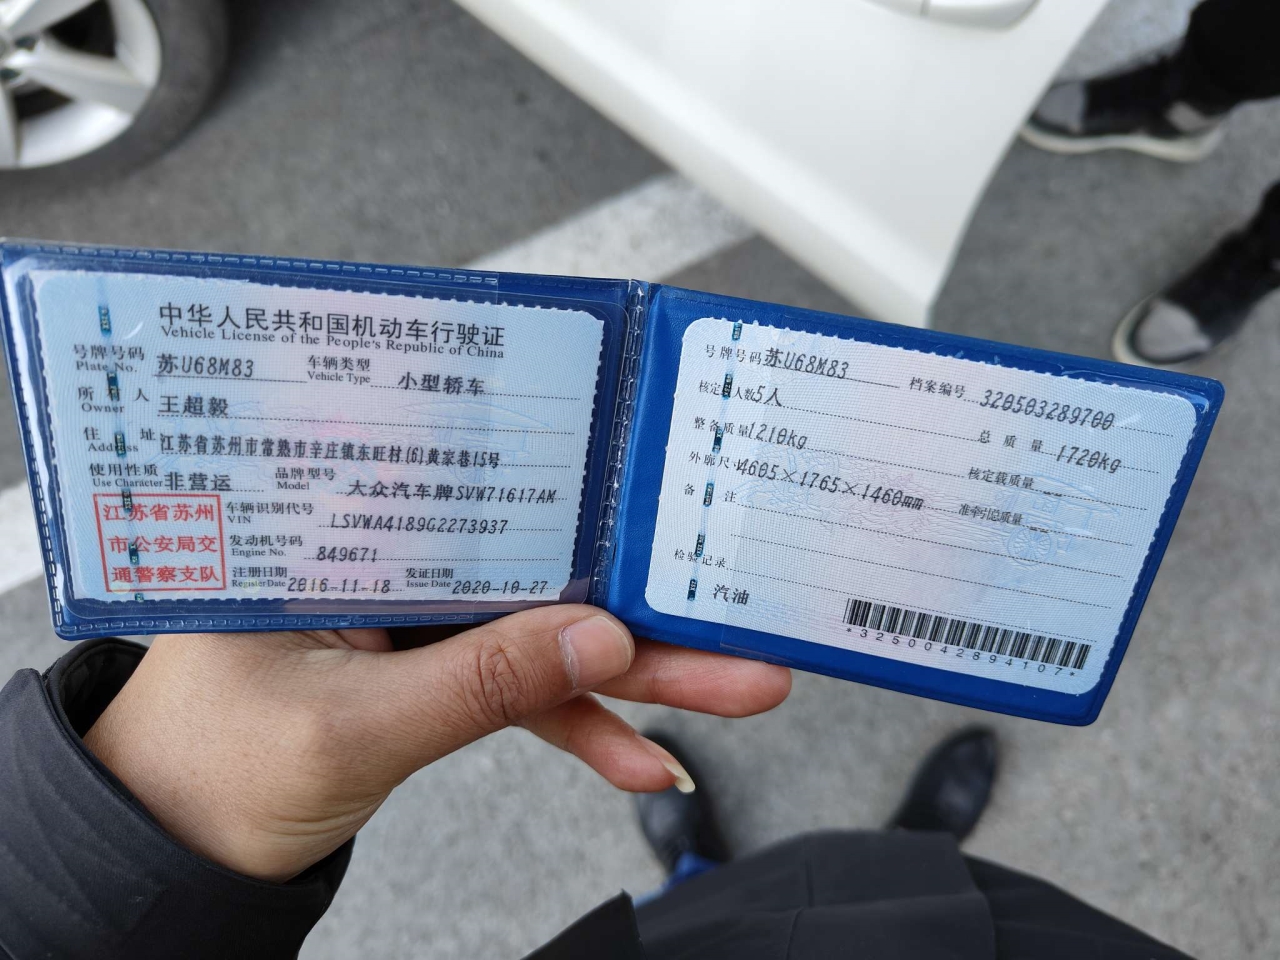 中华人民共和国机动车行驶证
Vehicle License of the People's Republic of China
号牌号码 苏U68M83 车辆类型 小型轿车
Plate No. Vehicle Type
所有人 王超毅
Owner
住址 江苏省苏州市常熟市辛庄镇东旺村(6)黄家巷15号
Address
使用性质 非营运 品牌型号 大众汽车牌SVW71617AM
Use Character Model
江苏省苏州
市公安局交
通警察支队
车辆识别代号 LSVWA4189G2273937
VIN
发动机号码 849671
Engine No.
注册日期 2016-11-18 发证日期 2020-10-27
Register Date Issue Date
号牌号码 苏U68M83 档案编号 320503289700
核定人数 5人 总质量 1720kg
整备质量 1210kg 核定载质量 --
外廓尺寸 4605×1765×1460mm 准牵引总质量 --
备注
检验记录
汽油
*3250042894107*